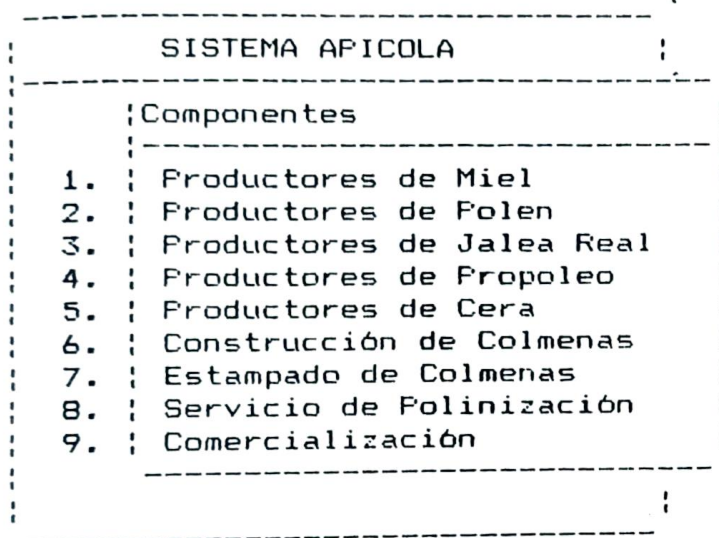 SISTEMA APICOLA
Componentes
1. Productores de Miel
2. Productores de Polen
3. Productores de Jalea Real
4. Productores de Propoleo
5. Productores de Cera
6. Construcción de Colmenas
7. Estampado de Colmenas
8. Servicio de Polinización
9. Comercialización